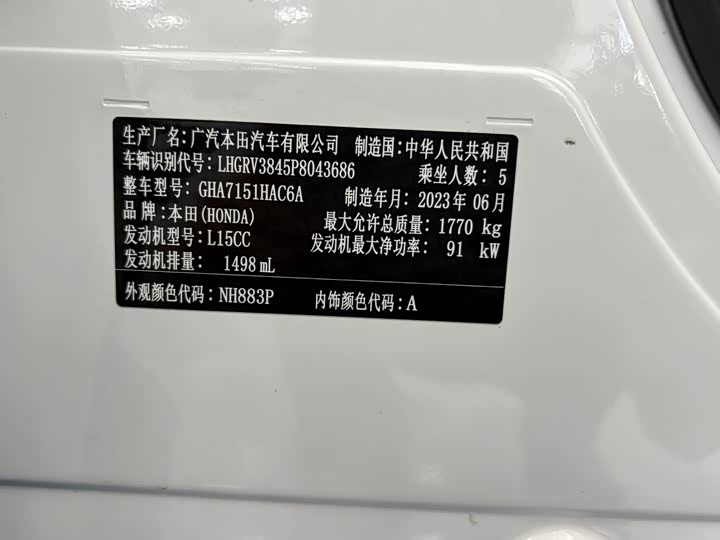 生产厂名：广汽本田汽车有限公司 制造国：中华人民共和国
车辆识别代号：LHGRV3845P8043686 乘坐人数：5
整车型号：GHA7151HAC6A 制造年月：2023年06月
品牌：本田(HONDA) 最大允许总质量：1770 kg
发动机型号：L15CC 发动机最大净功率：91 kW
发动机排量：1498 mL
外观颜色代码：NH883P 内饰颜色代码：A